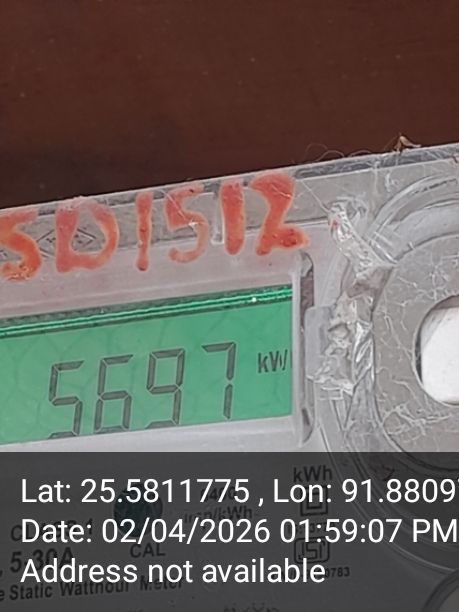 SD1512
5697 kW
kWh
Lat: 25.5811775 , Lon: 91.8809
Date: 02/04/2026 01:59:07 PM
CAL
5-30A
Address not available
e Static Watthour Meter